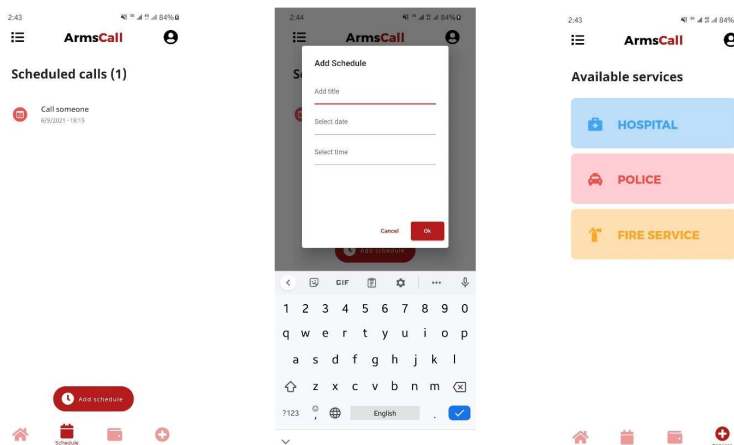 2:43
84%
ArmsCall
Scheduled calls (1)
Call someone
6/9/2021 - 18:15
Add schedule
Schedule
2:44
84%
ArmsCall
Add Schedule
Add title
Select date
Select time
Cancel
Ok
Add schedule
GIF
1 2 3 4 5 6 7 8 9 0
q w e r t y u i o p
a s d f g h j k l
z x c v b n m
?123 , English .
2:43
84%
ArmsCall
Available services
HOSPITAL
POLICE
FIRE SERVICE